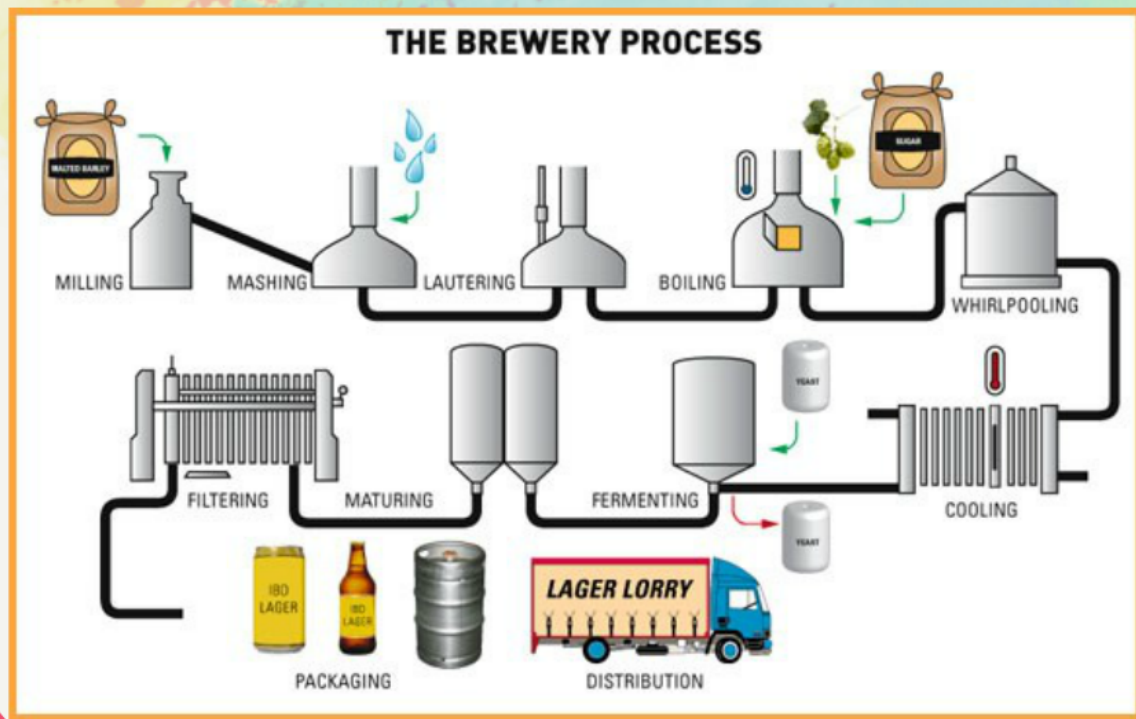 THE BREWERY PROCESS
MALTED BARLEY
SUGAR
MILLING
MASHING
LAUTERING
BOILING
WHIRLPOOLING
YEAST
FILTERING
MATURING
FERMENTING
COOLING
YEAST
IBD
LAGER
IBD
LAGER
LAGER LORRY
PACKAGING
DISTRIBUTION